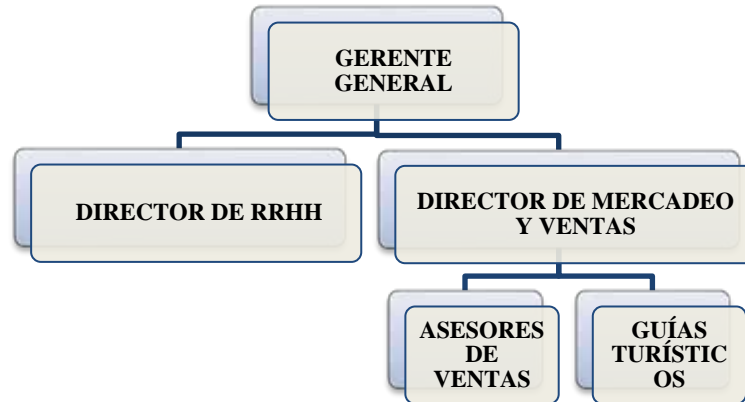 GERENTE
GENERAL
DIRECTOR DE RRHH
DIRECTOR DE MERCADEO
Y VENTAS
ASESORES
DE
VENTAS
GUÍAS
TURÍSTIC
OS